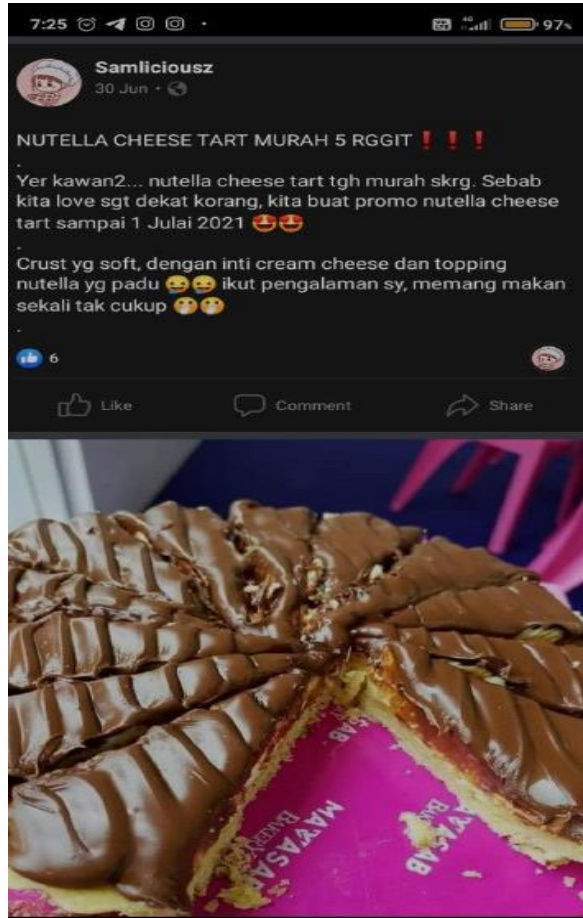 7:25
4G
97%
Samliciousz
30 Jun ·
NUTELLA CHEESE TART MURAH 5 RGGIT❗❗❗
.
Yer kawan2... nutella cheese tart tgh murah skrg. Sebab
kita love sgt dekat korang, kita buat promo nutella cheese
tart sampai 1 Julai 2021 🤩🤩
.
Crust yg soft, dengan inti cream cheese dan topping
nutella yg padu 😂😂 ikut pengalaman sy, memang makan
sekali tak cukup 🤭🤭
.
6
Like
Comment
Share
MAYASAB
BAKERY